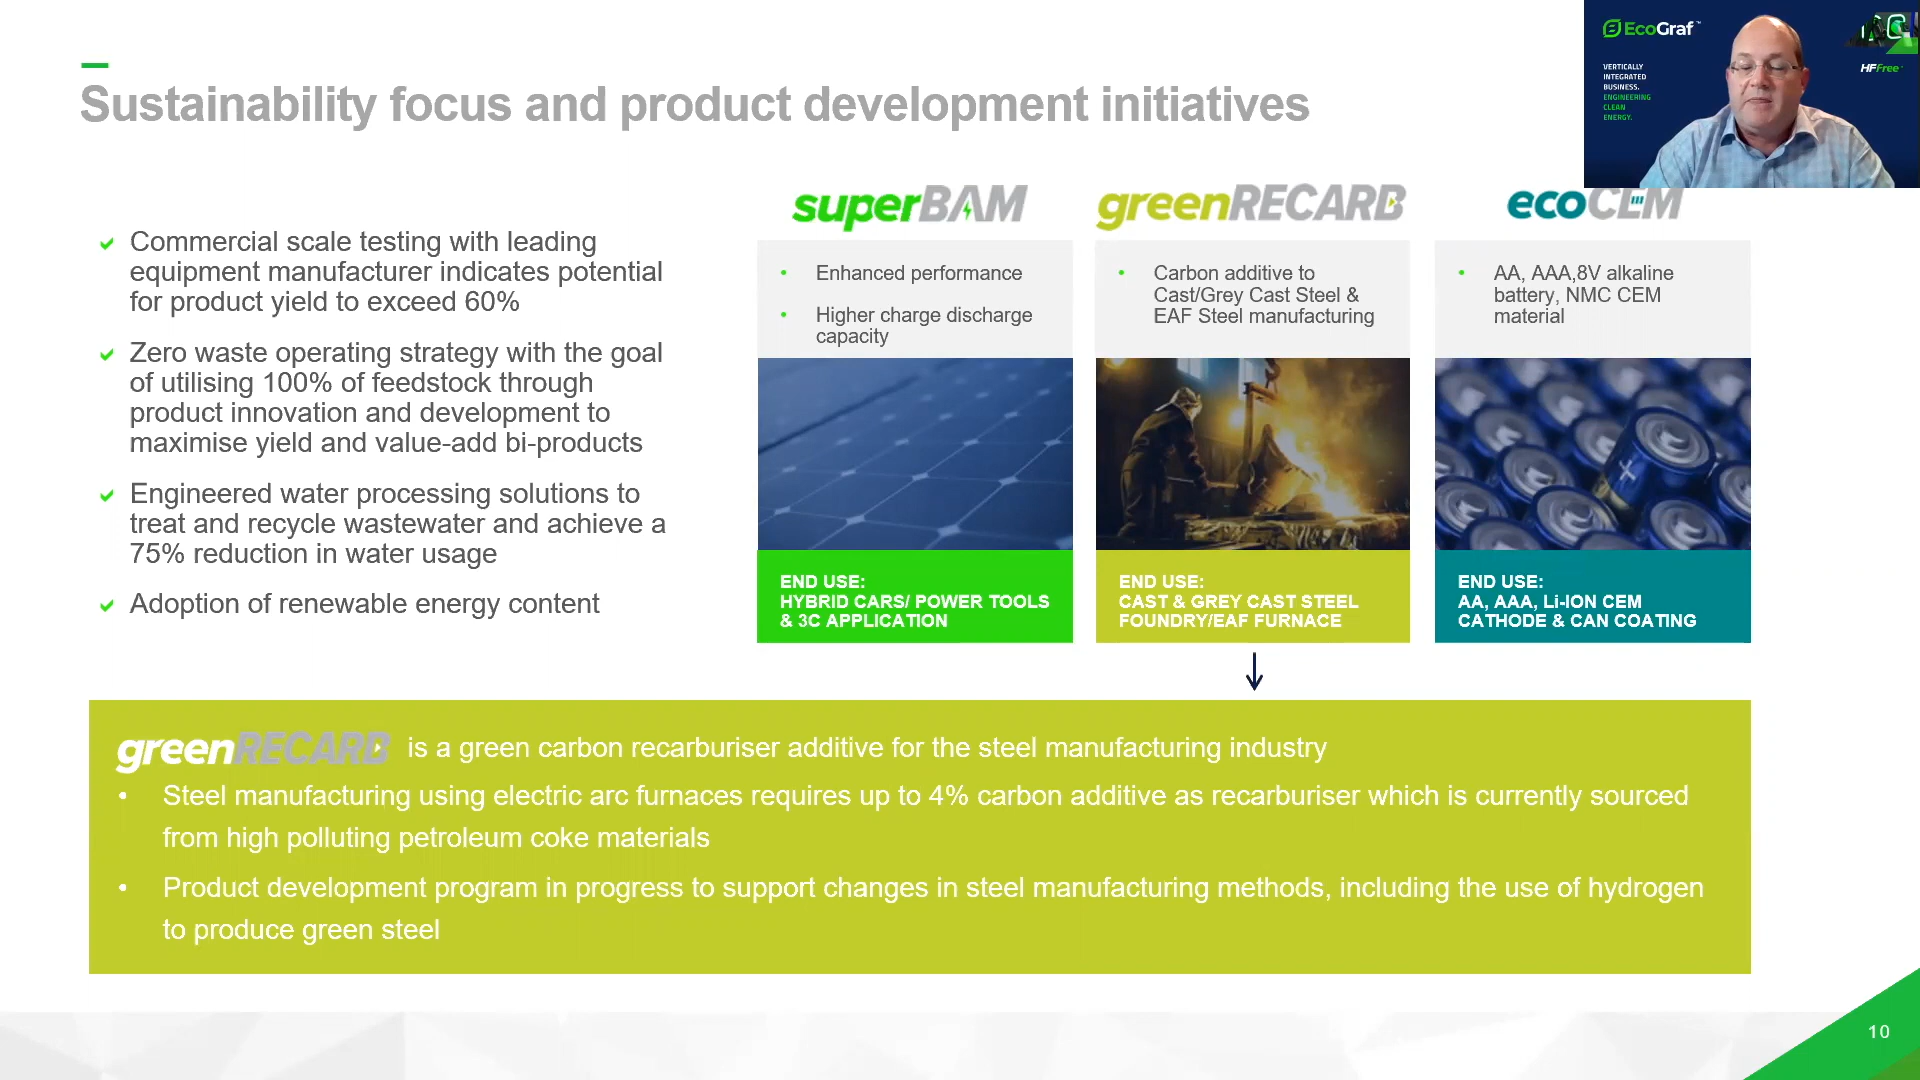 Sustainability focus and product development initiatives
EcoGraf™
VERTICALLY
INTEGRATED
BUSINESS.
ENGINEERING
CLEAN
ENERGY.
HFFree
Commercial scale testing with leading
equipment manufacturer indicates potential
for product yield to exceed 60%
Zero waste operating strategy with the goal
of utilising 100% of feedstock through
product innovation and development to
maximise yield and value-add bi-products
Engineered water processing solutions to
treat and recycle wastewater and achieve a
75% reduction in water usage
Adoption of renewable energy content
superBAM
• Enhanced performance
• Higher charge discharge
capacity
END USE:
HYBRID CARS/ POWER TOOLS
& 3C APPLICATION
greenRECARB
• Carbon additive to
Cast/Grey Cast Steel &
EAF Steel manufacturing
END USE:
CAST & GREY CAST STEEL
FOUNDRY/EAF FURNACE
ecoCEM
• AA, AAA,8V alkaline
battery, NMC CEM
material
END USE:
AA, AAA, Li-ION CEM
CATHODE & CAN COATING
greenRECARB is a green carbon recarburiser additive for the steel manufacturing industry
• Steel manufacturing using electric arc furnaces requires up to 4% carbon additive as recarburiser which is currently sourced
from high polluting petroleum coke materials
• Product development program in progress to support changes in steel manufacturing methods, including the use of hydrogen
to produce green steel
10